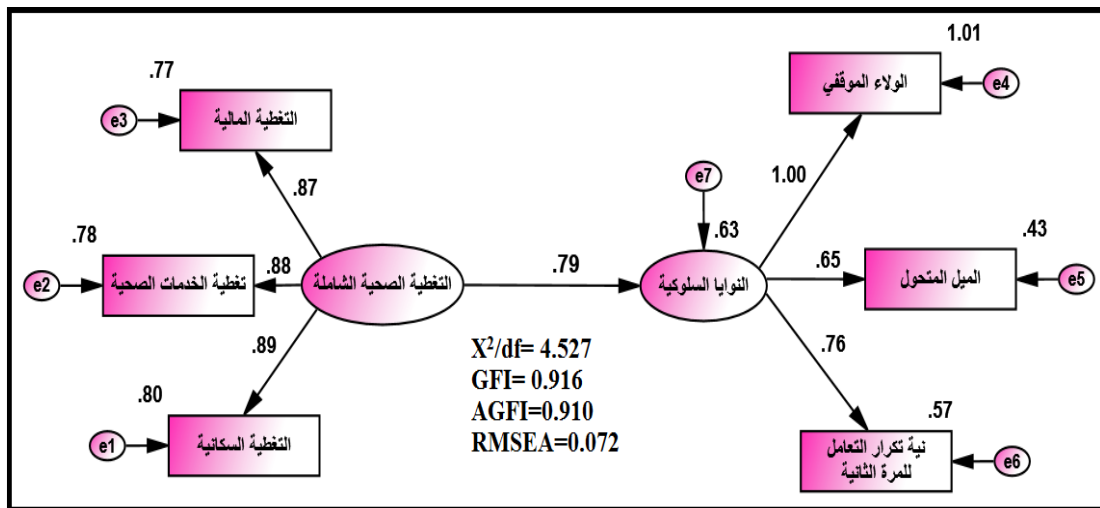 .77
e3
التغطية المالية
.87
.78
e2
تغطية الخدمات الصحية
.88
التغطية الصحية الشاملة
.89
.80
e1
التغطية السكانية
.79
X²/df= 4.527
GFI= 0.916
AGFI=0.910
RMSEA=0.072
e7
.63
النوايا السلوكية
1.01
الولاء الموقفي
e4
1.00
.43
.65
الميل المتحول
e5
.76
.57
نية تكرار التعامل
للمرة الثانية
e6